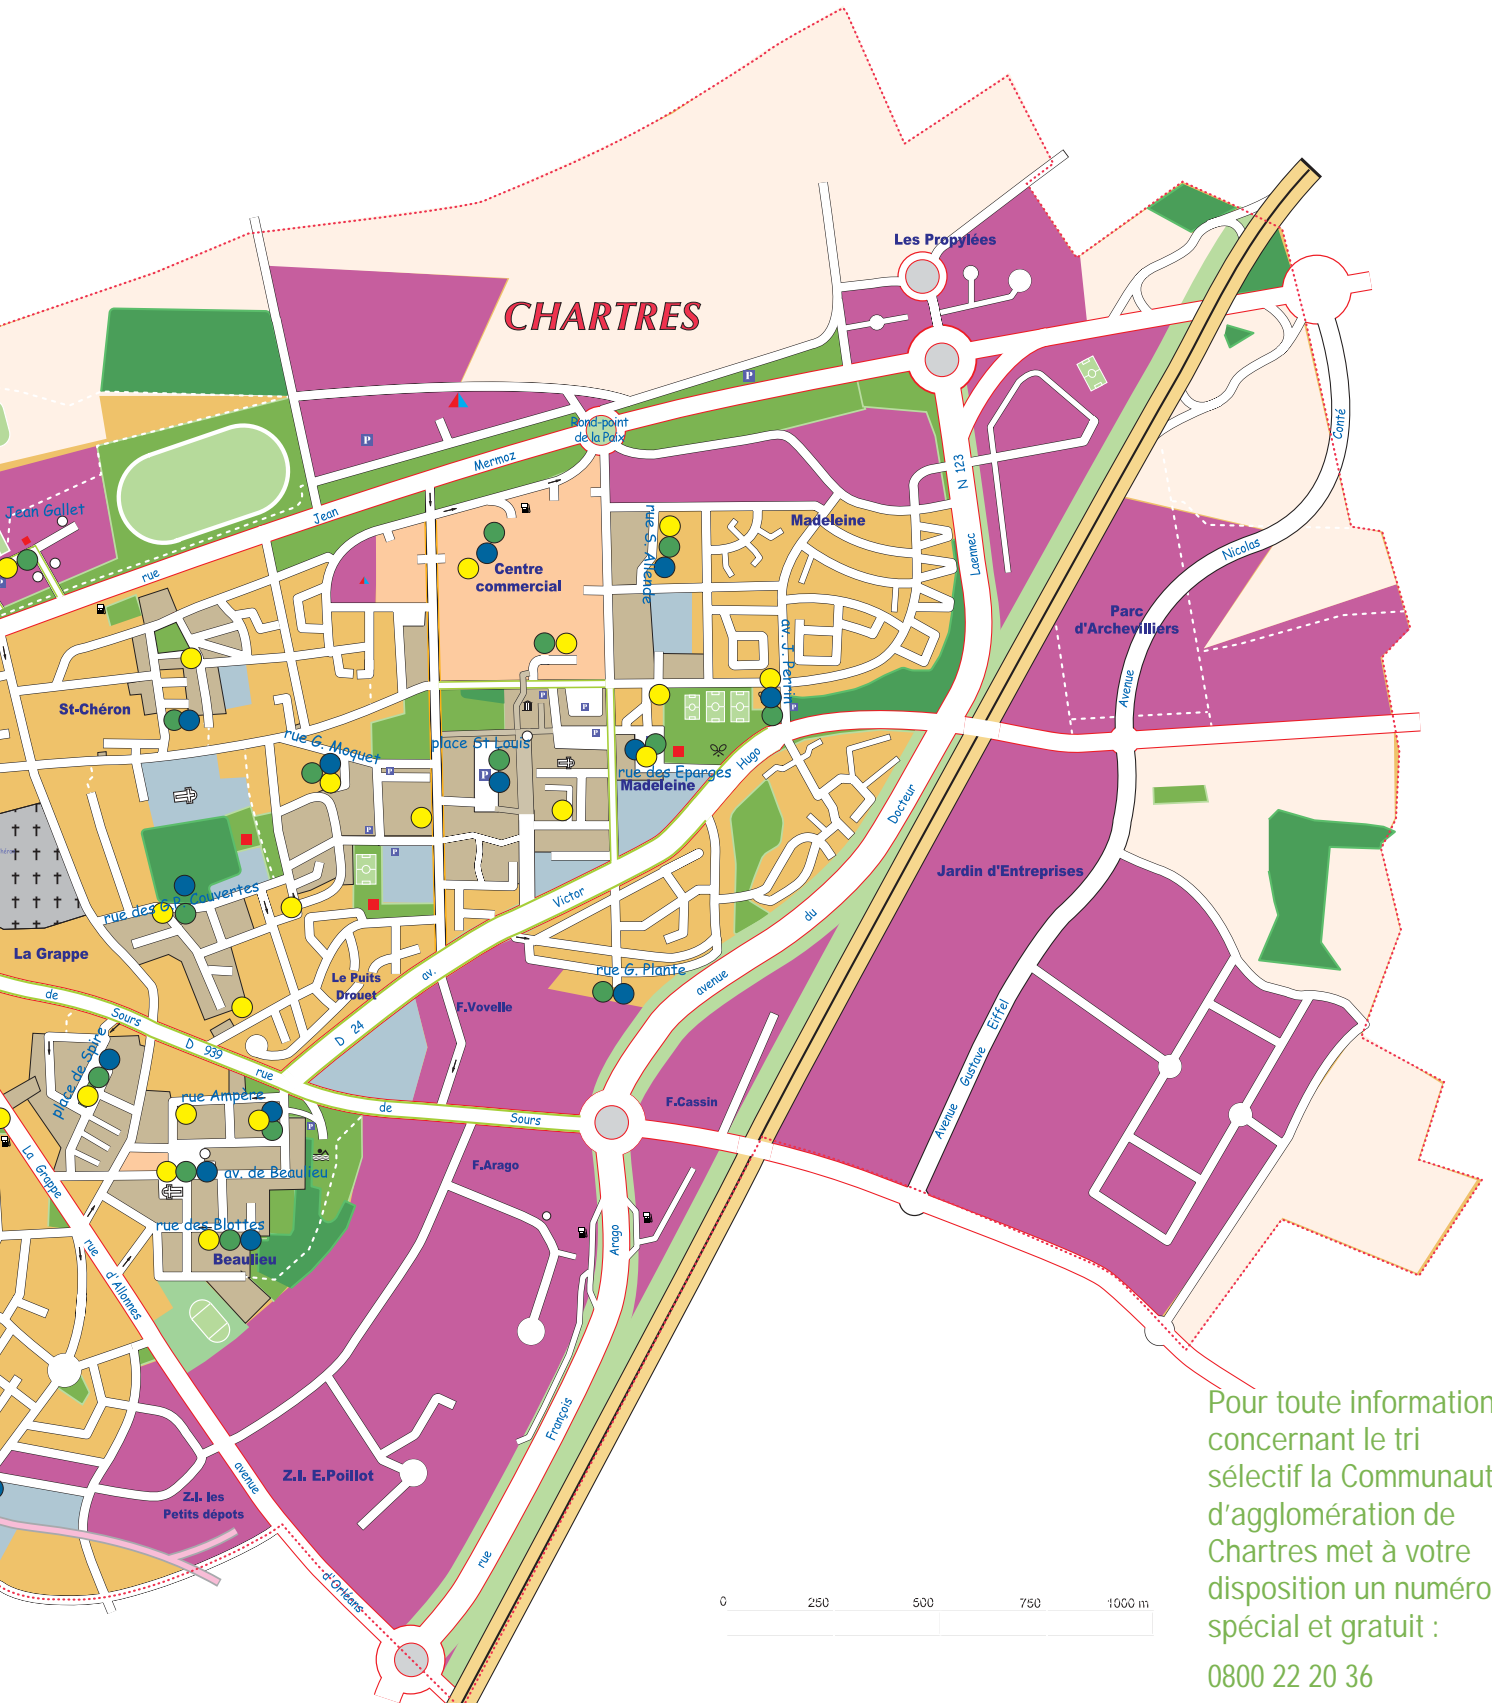 Les Propylées
CHARTRES
P
Rond-point
de la Paix
P
Mermoz
Conté
N 123
Jean Gallet
Jean
rue S. Allende
Madeleine
Nicolas
Laennec
Centre
commercial
rue
Parc
d'Archevilliers
av. J. Perrin
Avenue
St-Chéron
P
P
P
rue G. Moquet
place St Louis
P
Hugo
rue des Eparges
Madeleine
P
P
Docteur
P
P
Jardin d'Entreprises
rue des G.P. Couvertes
Victor
du
La Grappe
Le Puits
Drouet
av.
rue G. Plante
avenue
de
Sours
F.Vovelle
Eiffel
D 24
D 939
place de Spire
rue
Gustave
rue Ampère
de
Sours
F.Cassin
Avenue
P
La Grappe
av. de Beaulieu
F.Arago
rue des Blottes
Beaulieu
Arago
rue
d'Allonnes
François
Pour toute information
concernant le tri
sélectif la Communaut
d'agglomération de
Chartres met à votre
disposition un numéro
spécial et gratuit :
0800 22 20 36
avenue
Z.I. E.Poillot
Z.I. les
Petits dépots
rue
d'Orléans
0 250 500 750 1000 m